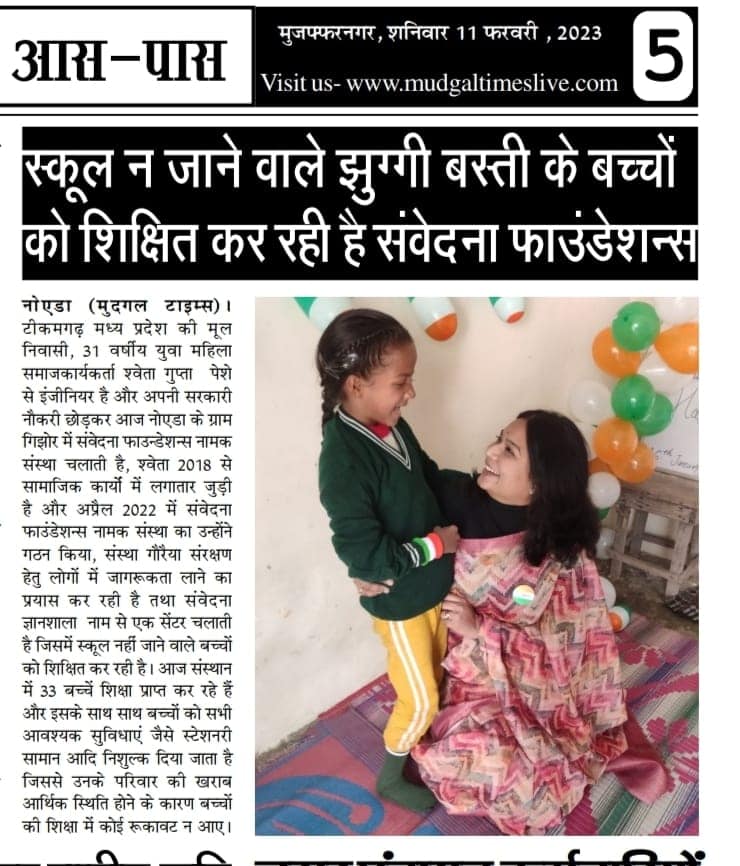 आस-पास
मुजफ्फरनगर, शनिवार 11 फरवरी , 2023
Visit us- www.mudgaltimeslive.com
5
स्कूल न जाने वाले झुग्गी बस्ती के बच्चों
को शिक्षित कर रही है संवेदना फाउंडेशन्स
नोएडा (मुदगल टाइम्स)।
टीकमगढ़ मध्य प्रदेश की मूल
निवासी, 31 वर्षीय युवा महिला
समाजकार्यकर्ता श्वेता गुप्ता पेशे
से इंजीनियर है और अपनी सरकारी
नौकरी छोड़कर आज नोएडा के ग्राम
गिझोर में संवेदना फाउन्डेशन्स नामक
संस्था चलाती है, श्वेता 2018 से
सामाजिक कार्यों में लगातार जुड़ी
है और अप्रैल 2022 में संवेदना
फाउंडेशन्स नामक संस्था का उन्होंने
गठन किया, संस्था गौरैया संरक्षण
हेतु लोगों में जागरूकता लाने का
प्रयास कर रही है तथा संवेदना
ज्ञानशाला नाम से एक सेंटर चलाती
है जिसमें स्कूल नहीं जाने वाले बच्चों
को शिक्षित कर रही है। आज संस्थान
में 33 बच्चें शिक्षा प्राप्त कर रहे हैं
और इसके साथ साथ बच्चों को सभी
आवश्यक सुविधाएं जैसे स्टेशनरी
सामान आदि निशुल्क दिया जाता है
जिससे उनके परिवार की खराब
आर्थिक स्थिति होने के कारण बच्चों
की शिक्षा में कोई रूकावट न आए।